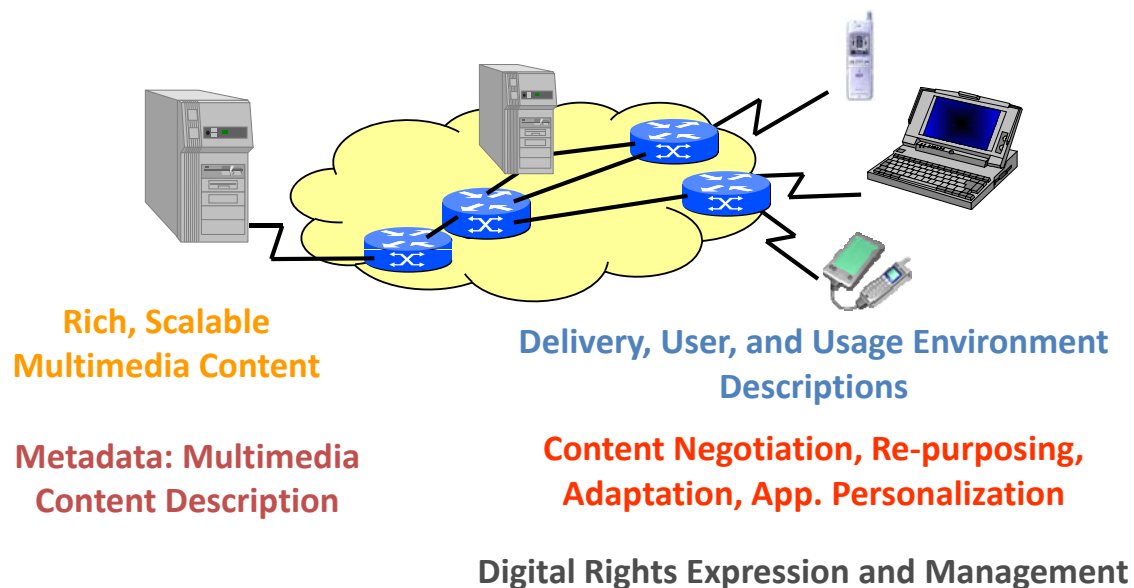 Rich, Scalable
Multimedia Content
Delivery, User, and Usage Environment
Descriptions
Metadata: Multimedia
Content Description
Content Negotiation, Re-purposing,
Adaptation, App. Personalization
Digital Rights Expression and Management